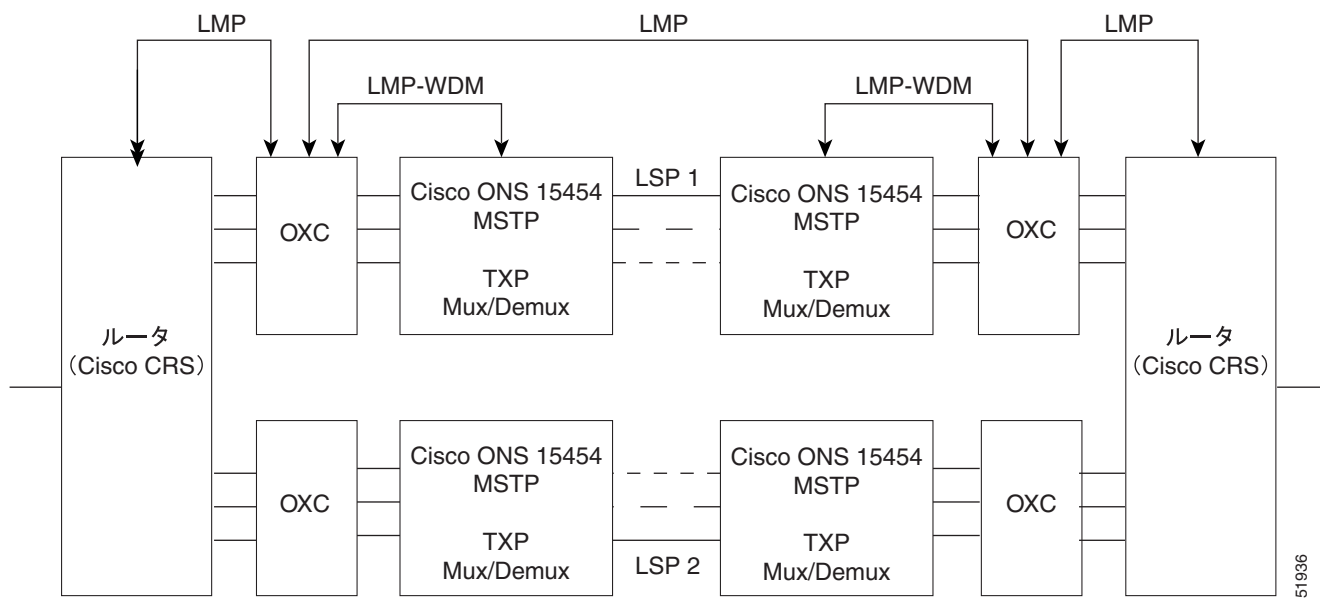 LMP
LMP
LMP
LMP-WDM
LMP-WDM
ルータ
（Cisco CRS）
OXC
Cisco ONS 15454
MSTP
TXP
Mux/Demux
LSP 1
Cisco ONS 15454
MSTP
TXP
Mux/Demux
OXC
ルータ
（Cisco CRS）
OXC
Cisco ONS 15454
MSTP
TXP
Mux/Demux
LSP 2
Cisco ONS 15454
MSTP
TXP
Mux/Demux
OXC
51936